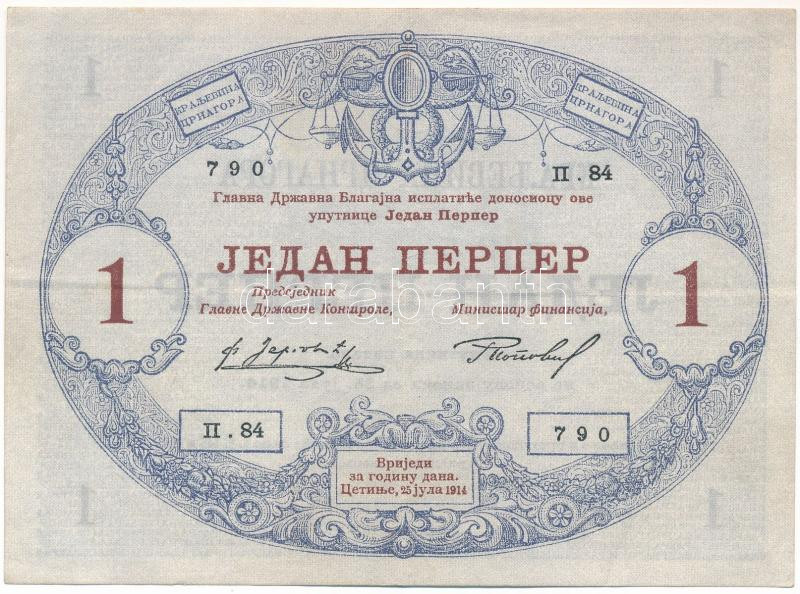 КРАЉЕВИНА
ЦРНАГОРА
КРАЉЕВИНА
ЦРНАГОРА
790
П.84
Главна Државна Благајна исплатиће доносиоцу ове
упутнице Један Перпер
1
ЈЕДАН ПЕРПЕР
1
Предсједник
Главне Државне Контроле,
Министар финансија,
darabanth
П.84
790
Вриједи
за годину дана.
Цетиње, 25 јула 1914